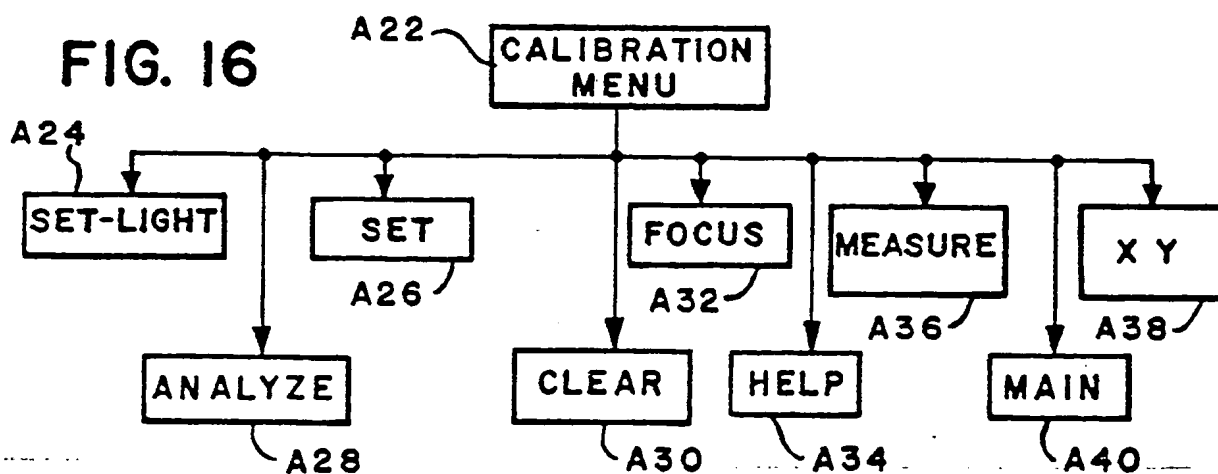 FIG. 16
A22
CALIBRATION
MENU
A24
SET-LIGHT
SET
A26
FOCUS
A32
MEASURE
A36
X Y
A38
ANALYZE
A28
CLEAR
A30
HELP
A34
MAIN
A40